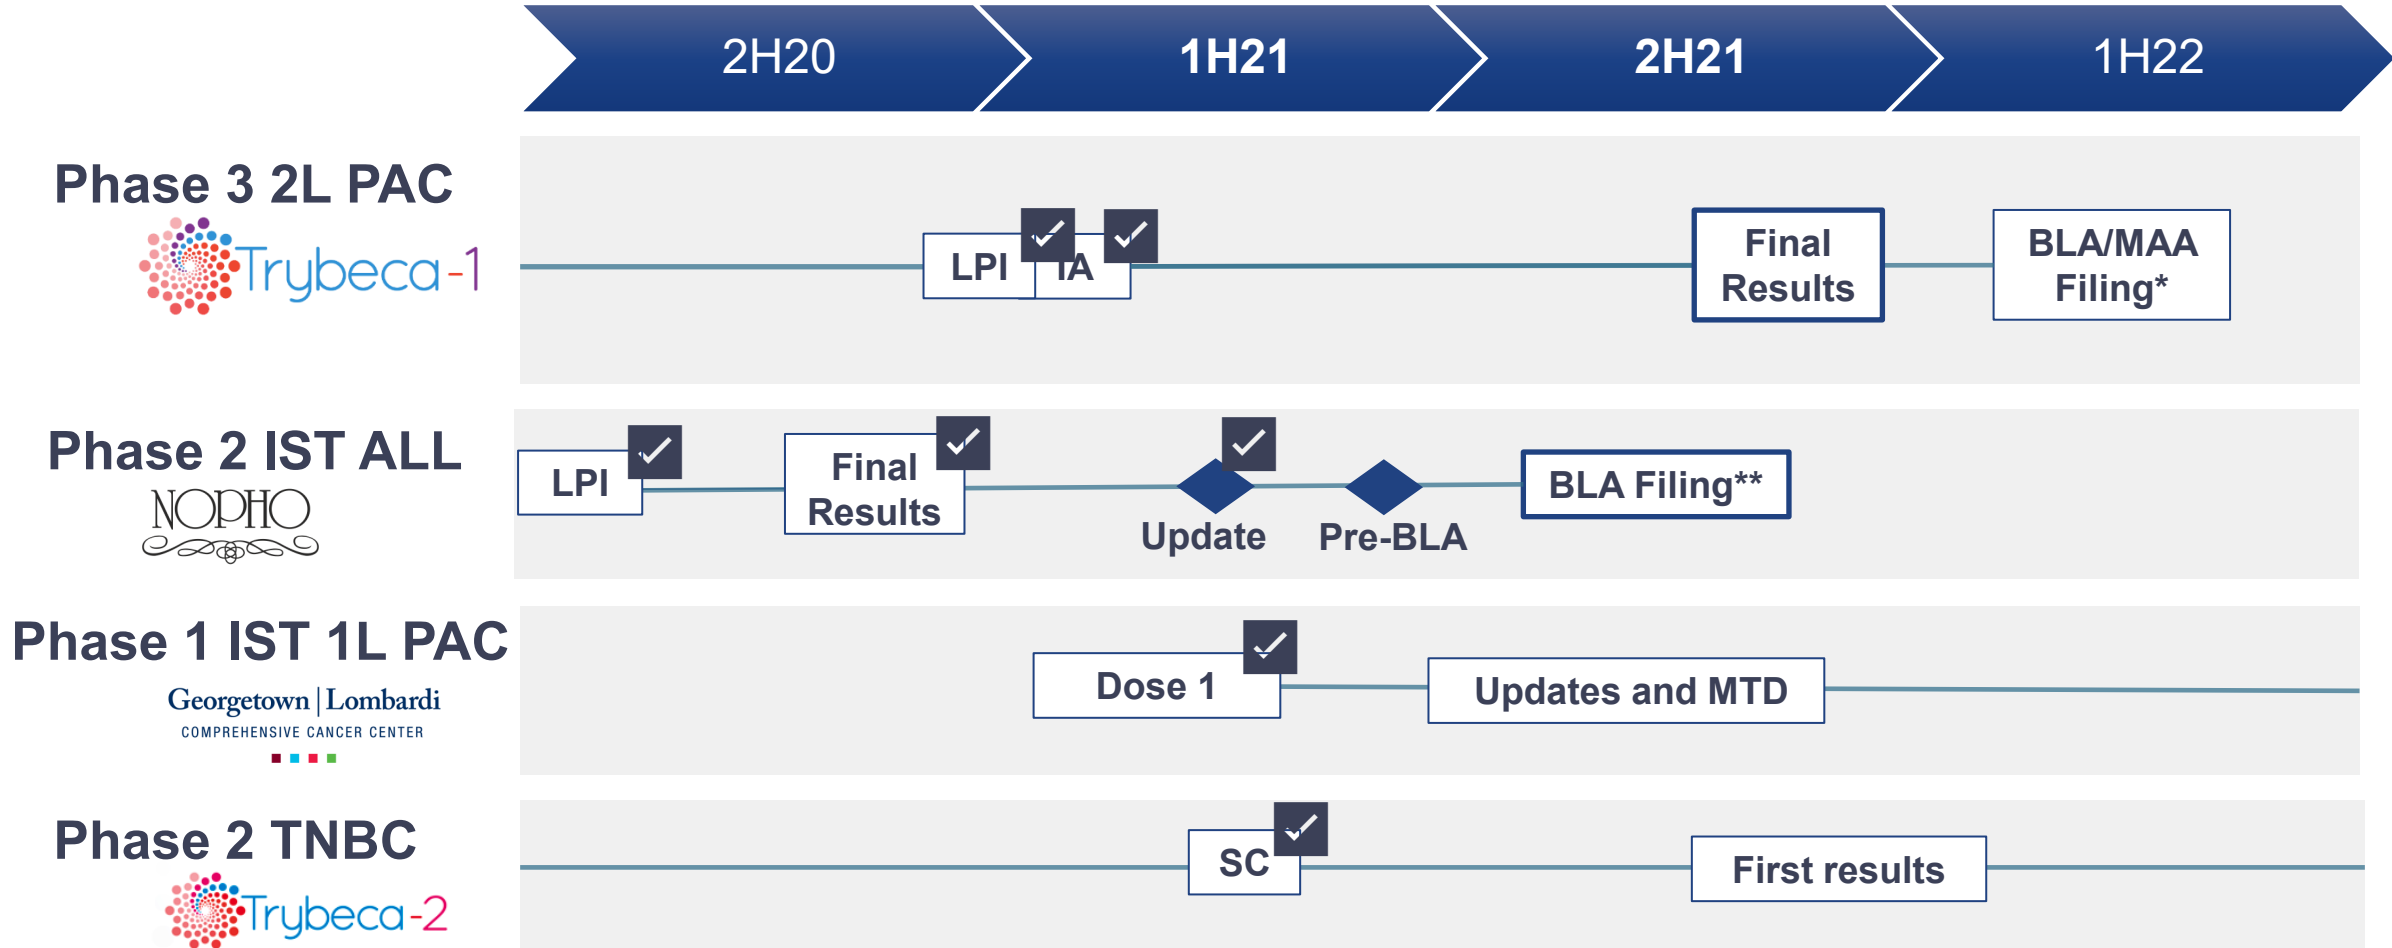 2H20
1H21
2H21
1H22
Phase 3 2L PAC
Trybeca-1
LPI
IA
Final
Results
BLA/MAA
Filing*
Phase 2 IST ALL
NOPHO
LPI
Final
Results
Update
Pre-BLA
BLA Filing**
Phase 1 IST 1L PAC
Georgetown | Lombardi
COMPREHENSIVE CANCER CENTER
Dose 1
Updates and MTD
Phase 2 TNBC
Trybeca-2
SC
First results